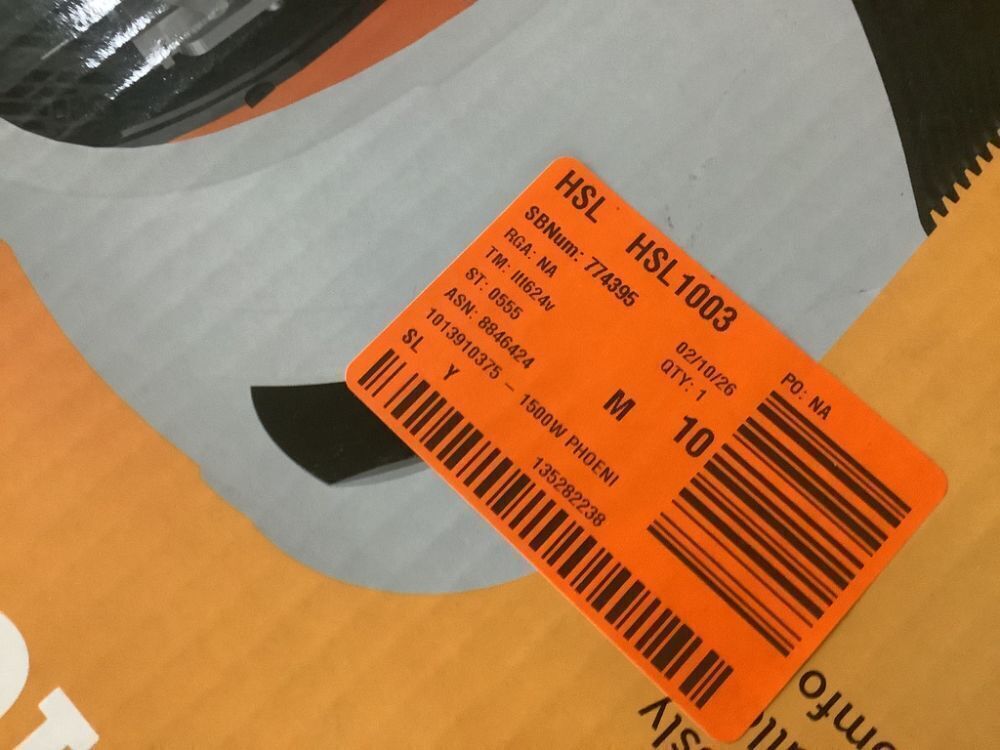 HSL HSL1003
SBNum: 774395
RGA: NA 02/10/26 PO: NA
TM: ltl624v QTY: 1
ST: 0555
ASN: 8846424 M 10
1013910375 – 1500W PHOENI
SL Y 135282238